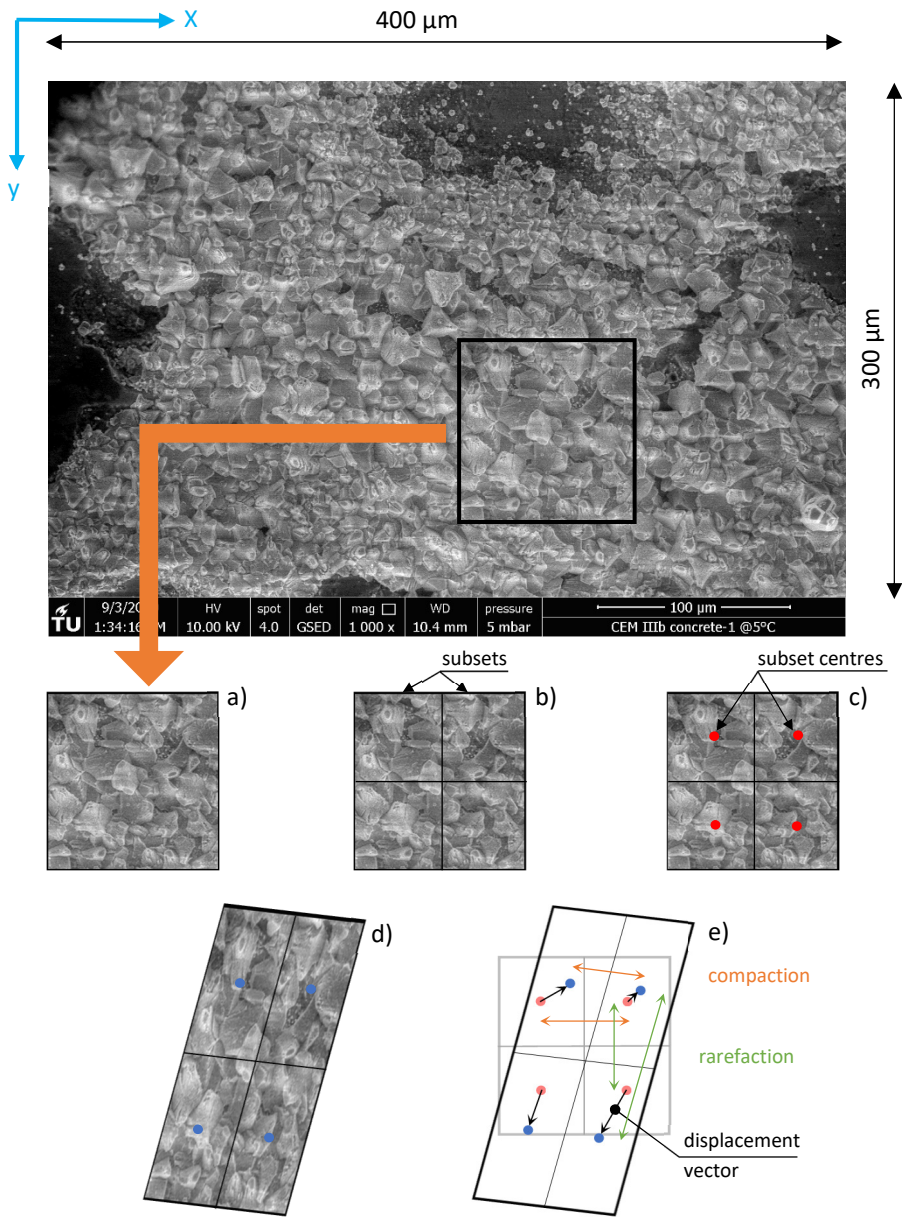 X
400 µm
y
300 µm
TU
9/3/20
1:34:16 M
HV
10.00 kV
spot
4.0
det
GSED
mag
1 000 x
WD
10.4 mm
pressure
5 mbar
100 µm
CEM IIIb concrete-1 @5°C
subsets
subset centres
a)
b)
c)
d)
e)
compaction
rarefaction
displacement
vector